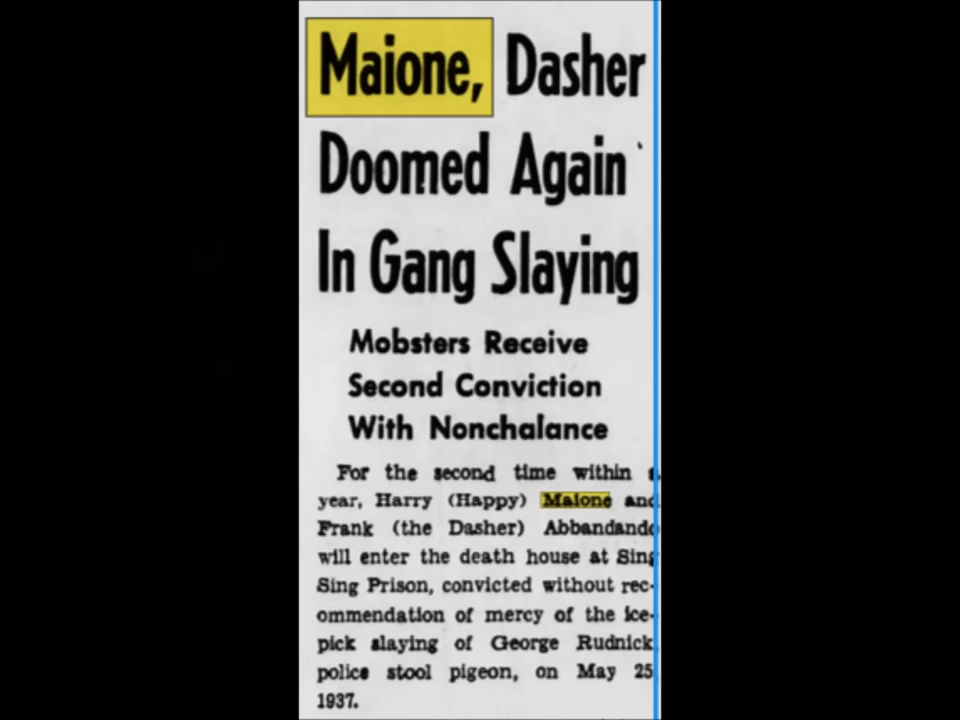 Maione, Dasher
Doomed Again
In Gang Slaying
Mobsters Receive
Second Conviction
With Nonchalance
For the second time within a
year, Harry (Happy) Maione and
Frank (the Dasher) Abbandando
will enter the death house at Sing
Sing Prison, convicted without rec-
ommendation of mercy of the ice-
pick slaying of George Rudnick,
police stool pigeon, on May 25,
1937.